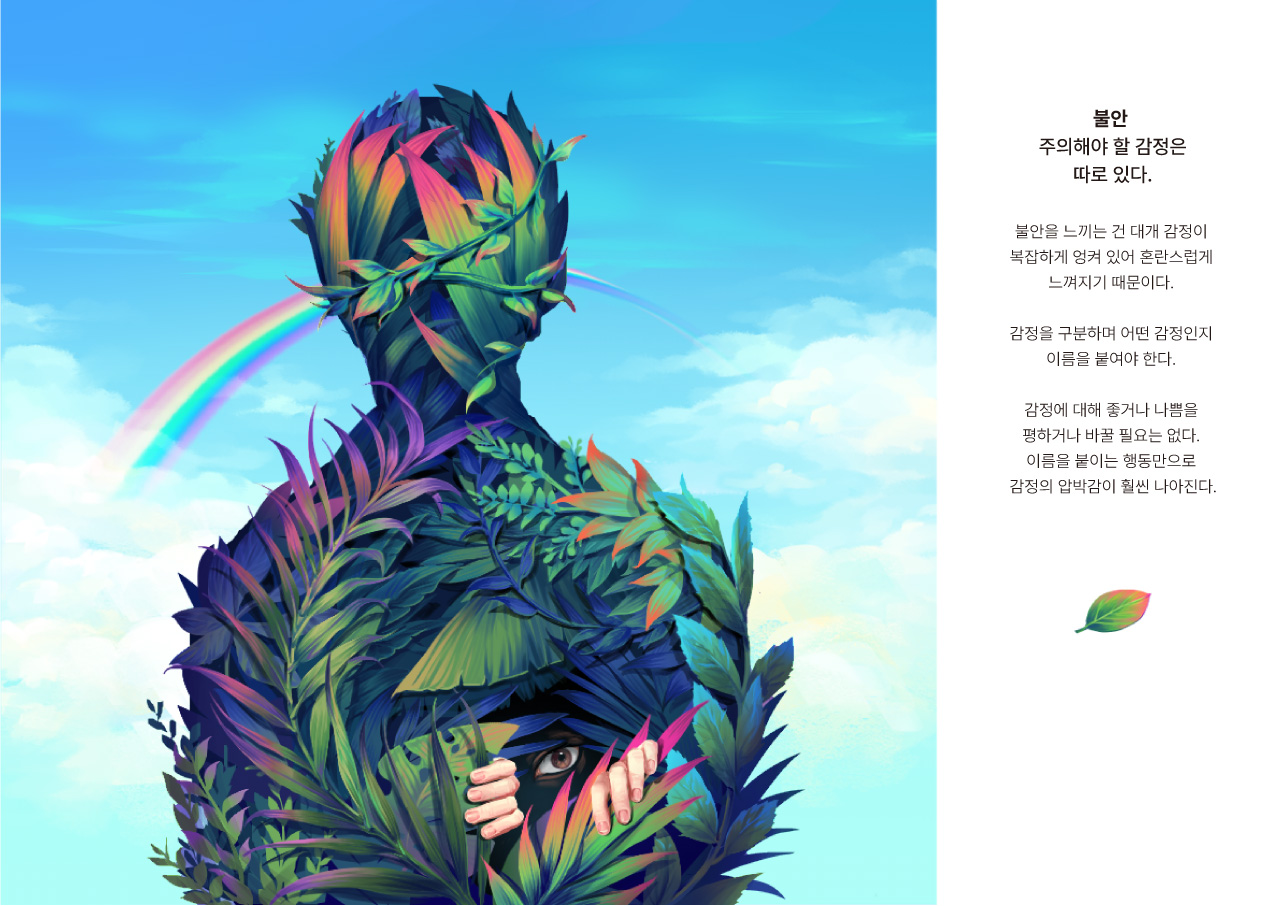 불안
주의해야 할 감정은
따로 있다.
불안을 느끼는 건 대개 감정이
복잡하게 엉켜 있어 혼란스럽게
느껴지기 때문이다.
감정을 구분하며 어떤 감정인지
이름을 붙여야 한다.
감정에 대해 좋거나 나쁨을
평하거나 바꿀 필요는 없다.
이름을 붙이는 행동만으로
감정의 압박감이 훨씬 나아진다.